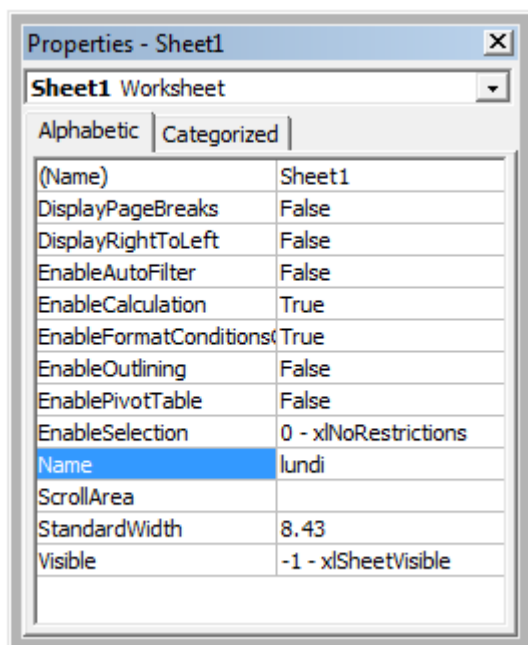 Properties - Sheet1
Sheet1 Worksheet
Alphabetic Categorized
(Name) Sheet1
DisplayPageBreaks False
DisplayRightToLeft False
EnableAutoFilter False
EnableCalculation True
EnableFormatConditionsC True
EnableOutlining False
EnablePivotTable False
EnableSelection 0 - xlNoRestrictions
Name lundi
ScrollArea
StandardWidth 8.43
Visible -1 - xlSheetVisible